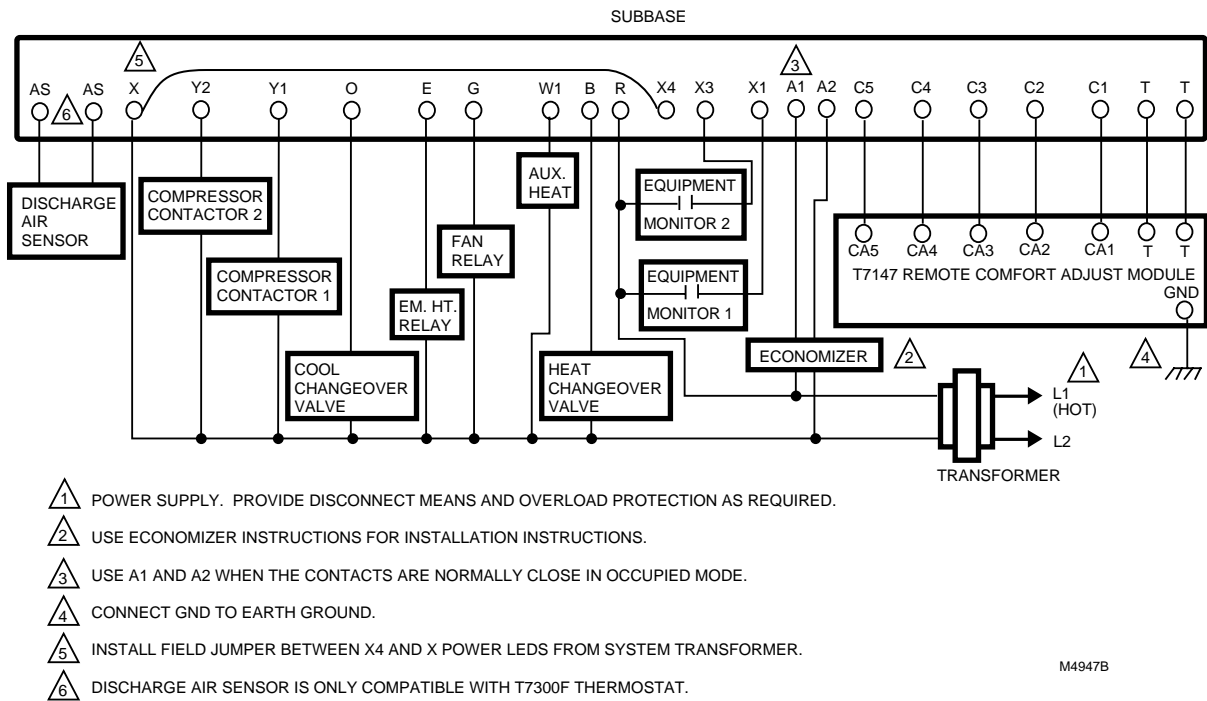 SUBBASE
5
3
AS AS X Y2 Y1 O E G W1 B R X4 X3 X1 A1 A2 C5 C4 C3 C2 C1 T T
6
DISCHARGE
AIR
SENSOR
COMPRESSOR
CONTACTOR 2
COMPRESSOR
CONTACTOR 1
COOL
CHANGEOVER
VALVE
EM. HT.
RELAY
FAN
RELAY
AUX.
HEAT
HEAT
CHANGEOVER
VALVE
EQUIPMENT
MONITOR 2
EQUIPMENT
MONITOR 1
ECONOMIZER
CA5 CA4 CA3 CA2 CA1 T T
T7147 REMOTE COMFORT ADJUST MODULE
GND
2
1
4
L1
(HOT)
L2
TRANSFORMER
1 POWER SUPPLY. PROVIDE DISCONNECT MEANS AND OVERLOAD PROTECTION AS REQUIRED.
2 USE ECONOMIZER INSTRUCTIONS FOR INSTALLATION INSTRUCTIONS.
3 USE A1 AND A2 WHEN THE CONTACTS ARE NORMALLY CLOSE IN OCCUPIED MODE.
4 CONNECT GND TO EARTH GROUND.
5 INSTALL FIELD JUMPER BETWEEN X4 AND X POWER LEDS FROM SYSTEM TRANSFORMER.
6 DISCHARGE AIR SENSOR IS ONLY COMPATIBLE WITH T7300F THERMOSTAT.
M4947B